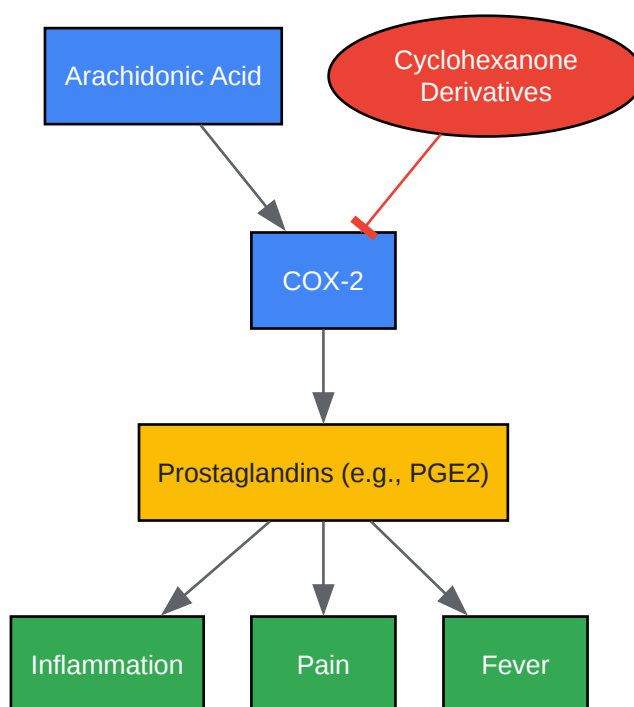 Arachidonic Acid
Cyclohexanone
Derivatives
COX-2
Prostaglandins (e.g., PGE2)
Inflammation
Pain
Fever